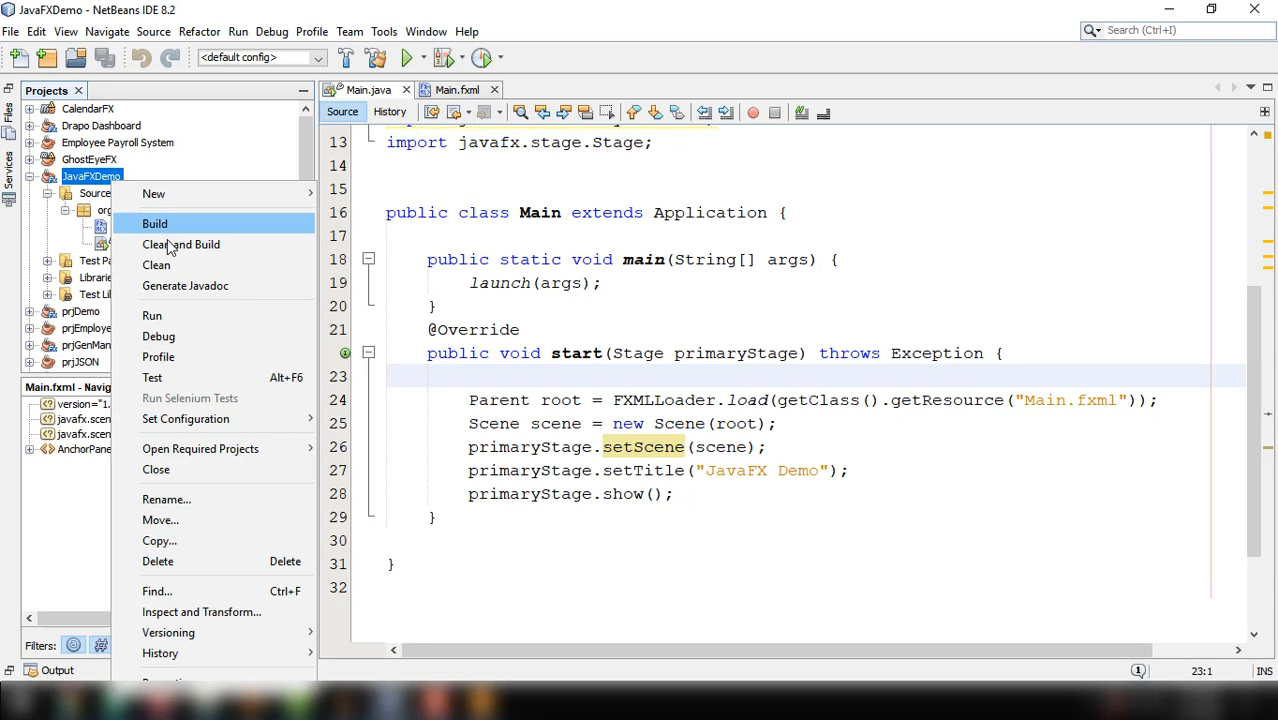 JavaFXDemo - NetBeans IDE 8.2
File Edit View Navigate Source Refactor Run Debug Profile Team Tools Window Help
Search (Ctrl+I)
<default config>
Projects
Files
Services
CalendarFX
Drapo Dashboard
Employee Payroll System
GhostEyeFX
JavaFXDemo
Source
org
Test Pa
Librarie
Test Lil
prjDemo
prjEmploye
prjGenMan
prjJSON
Main.fxml - Navig
version="1.
javafx.scen
javafx.scen
AnchorPane
Filters:
Output
New
Build
Clean and Build
Clean
Generate Javadoc
Run
Debug
Profile
Test Alt+F6
Run Selenium Tests
Set Configuration
Open Required Projects
Close
Rename...
Move...
Copy...
Delete Delete
Find... Ctrl+F
Inspect and Transform...
Versioning
History
Main.java
Main.fxml
Source History
13 import javafx.stage.Stage;
14
15
16 public class Main extends Application {
17
18 public static void main(String[] args) {
19 launch(args);
20 }
21 @Override
public void start(Stage primaryStage) throws Exception {
23
24 Parent root = FXMLLoader.load(getClass().getResource("Main.fxml"));
25 Scene scene = new Scene(root);
26 primaryStage.setScene(scene);
27 primaryStage.setTitle("JavaFX Demo");
28 primaryStage.show();
29 }
30
31 }
32
23:1 INS